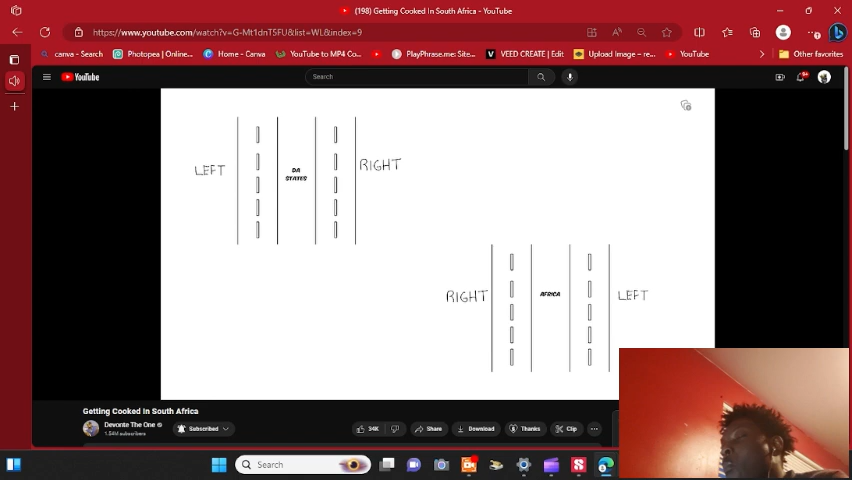 (198) Getting Cooked In South Africa - YouTube
https://www.youtube.com/watch?v=G-Mt1dnT5FU&list=WL&index=9
canva - Search
Photopea | Online...
Home - Canva
YouTube to MP4 Co...
PlayPhrase.me: Site...
VEED CREATE | Edit
Upload Image – re...
YouTube
Other favorites
YouTube
Search
9+
LEFT
DA
STATES
RIGHT
RIGHT
AFRICA
LEFT
Getting Cooked In South Africa
Devonte The One
1.54M subscribers
Subscribed
34K
Share
Download
Thanks
Clip
Search